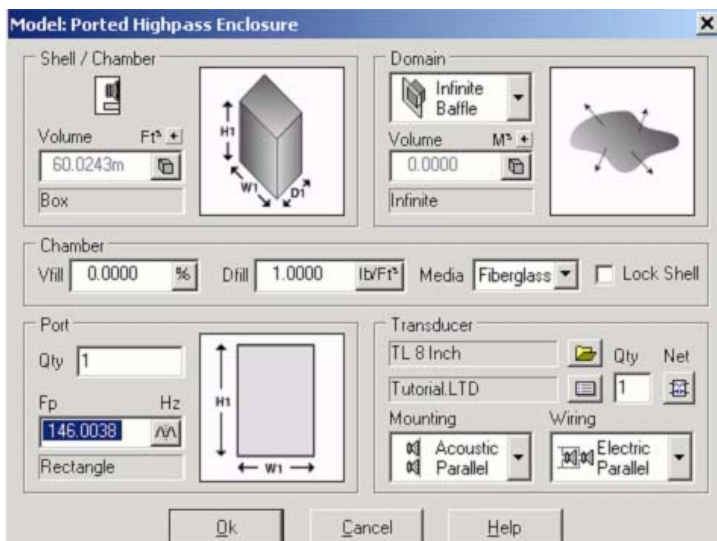 Model: Ported Highpass Enclosure
Shell / Chamber
Volume Ft³
60.0243m
Box
H1
W1
D1
Domain
Infinite Baffle
Volume M³
0.0000
Infinite
Chamber
Vfill 0.0000 % Dfill 1.0000 lb/Ft³ Media Fiberglass Lock Shell
Port
Qty 1
Fp Hz
146.0038
Rectangle
H1
W1
Transducer
TL 8 Inch
Qty Net
Tutorial.LTD
1
Mounting Wiring
Acoustic Parallel
Electric Parallel
Ok Cancel Help